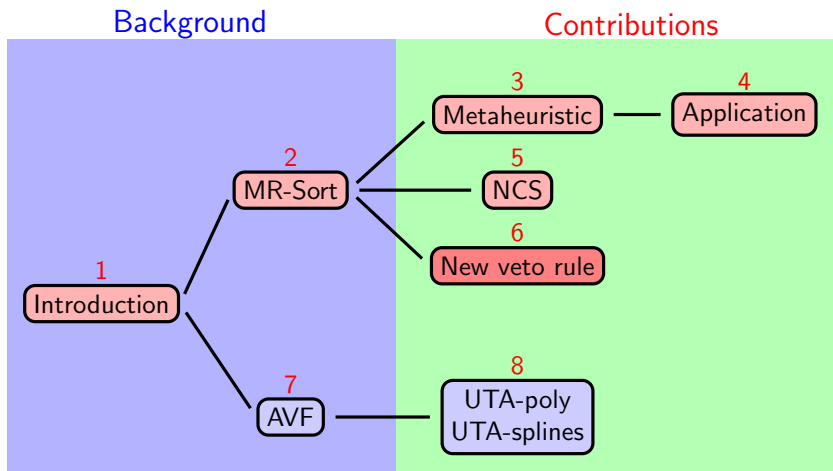 Background
Contributions
3
Metaheuristic
4
Application
2
MR-Sort
5
NCS
6
New veto rule
1
Introduction
7
AVF
8
UTA-poly
UTA-splines